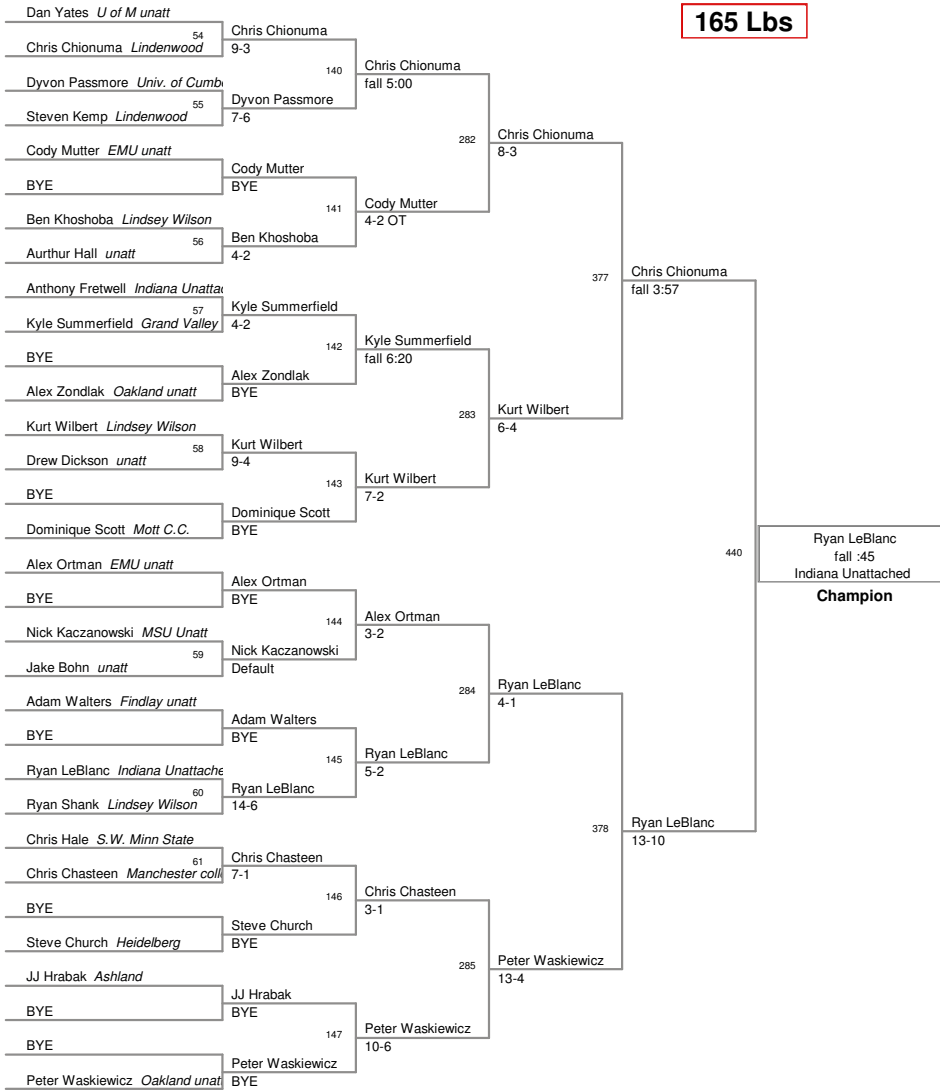 165 Lbs
Dan Yates U of M unatt
54
Chris Chionuma Lindenwood
Dyvon Passmore Univ. of Cumb
55
Steven Kemp Lindenwood
Cody Mutter EMU unatt
BYE
Ben Khoshoba Lindsey Wilson
56
Aurthur Hall unatt
Anthony Fretwell Indiana Unattac
57
Kyle Summerfield Grand Valley
BYE
Alex Zondlak Oakland unatt
Kurt Wilbert Lindsey Wilson
58
Drew Dickson unatt
BYE
Dominique Scott Mott C.C.
Alex Ortman EMU unatt
BYE
Nick Kaczanowski MSU Unatt
59
Jake Bohn unatt
Adam Walters Findlay unatt
BYE
Ryan LeBlanc Indiana Unattache
60
Ryan Shank Lindsey Wilson
Chris Hale S.W. Minn State
61
Chris Chasteen Manchester coll
BYE
Steve Church Heidelberg
JJ Hrabak Ashland
BYE
BYE
Peter Waskiewicz Oakland unat
Chris Chionuma
9-3
140
Dyvon Passmore
7-6
Cody Mutter
BYE
141
Ben Khoshoba
4-2
Kyle Summerfield
4-2
142
Alex Zondlak
BYE
Kurt Wilbert
9-4
143
Dominique Scott
BYE
Alex Ortman
BYE
144
Nick Kaczanowski
Default
Adam Walters
BYE
145
Ryan LeBlanc
14-6
Chris Chasteen
7-1
146
Steve Church
BYE
JJ Hrabak
BYE
147
Peter Waskiewicz
BYE
Chris Chionuma
fall 5:00
282
Cody Mutter
4-2 OT
Kyle Summerfield
fall 6:20
283
Kurt Wilbert
7-2
Alex Ortman
3-2
284
Ryan LeBlanc
5-2
Chris Chasteen
3-1
285
Peter Waskiewicz
10-6
Chris Chionuma
8-3
377
Kurt Wilbert
6-4
Ryan LeBlanc
4-1
378
Peter Waskiewicz
13-4
Chris Chionuma
fall 3:57
440
Ryan LeBlanc
13-10
Ryan LeBlanc
fall :45
Indiana Unattached
Champion